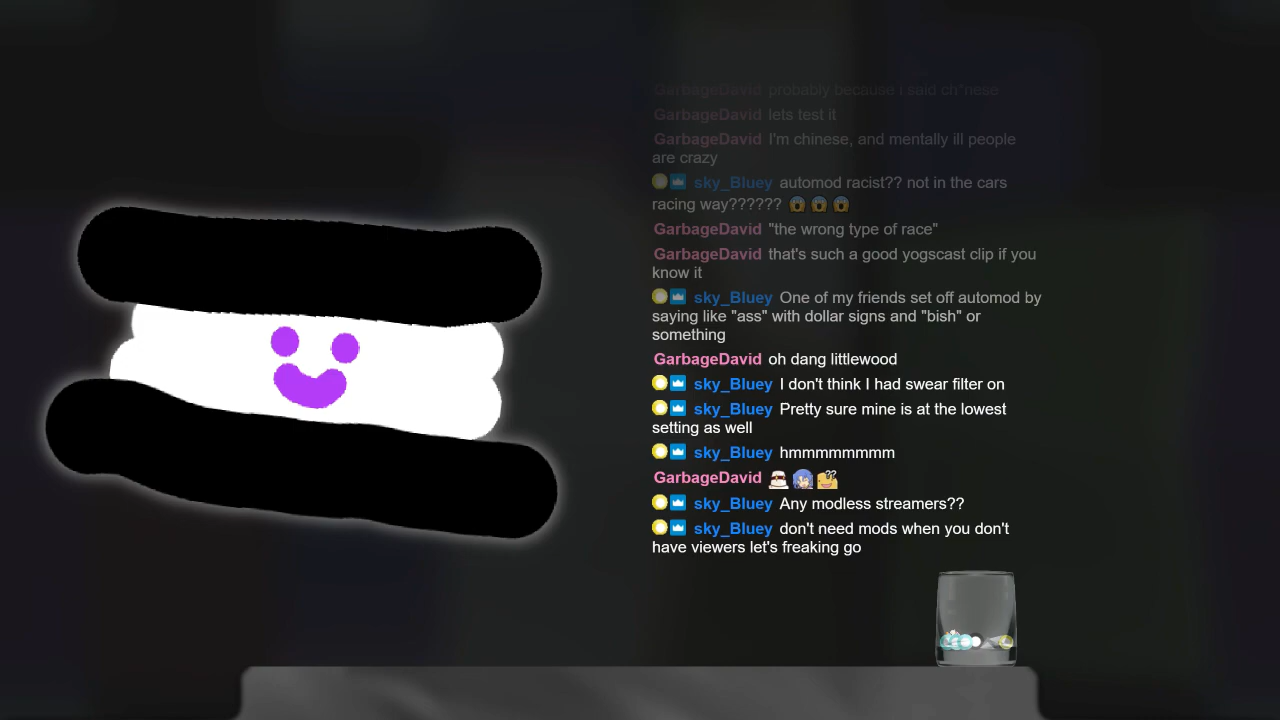 GarbageDavid probably because i said ch*nese
GarbageDavid lets test it
GarbageDavid I'm chinese, and mentally ill people
are crazy
sky_Bluey automod racist?? not in the cars
racing way?????? 😱 😱 😱
GarbageDavid "the wrong type of race"
GarbageDavid that's such a good yogscast clip if you
know it
sky_Bluey One of my friends set off automod by
saying like "ass" with dollar signs and "bish" or
something
GarbageDavid oh dang littlewood
sky_Bluey I don't think I had swear filter on
sky_Bluey Pretty sure mine is at the lowest
setting as well
sky_Bluey hmmmmmmmm
GarbageDavid
sky_Bluey Any modless streamers??
sky_Bluey don't need mods when you don't
have viewers let's freaking go